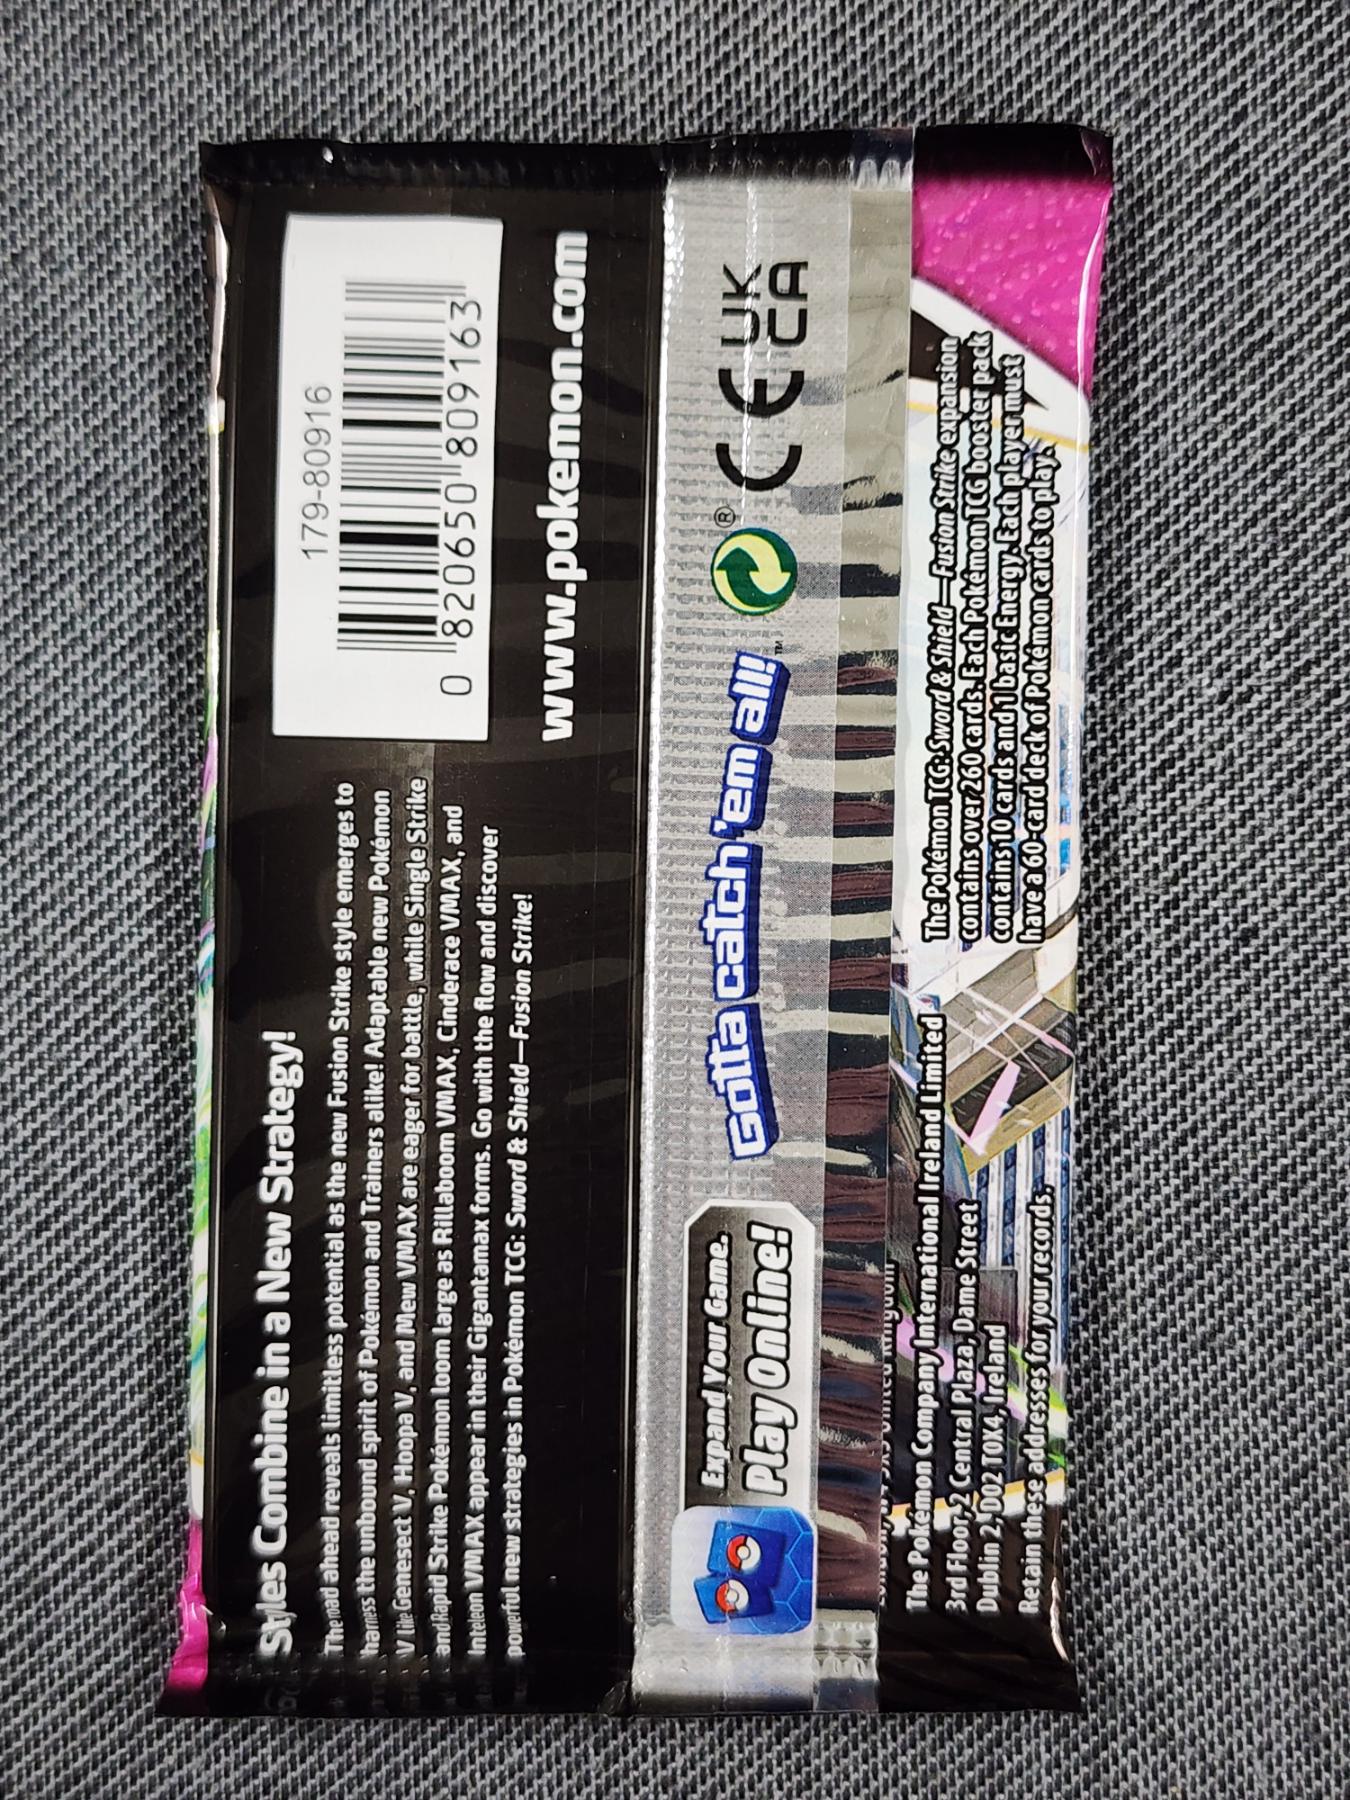 Styles Combine in a New Strategy!
The road ahead reveals limitless potential as the new Fusion Strike style emerges to
harness the unbound spirit of Pokémon and Trainers alike! Adaptable new Pokémon
V like Genesect V, Hoopa V, and Mew VMAX are eager for battle, while Single Strike
and Rapid Strike Pokémon loom large as Rillaboom VMAX, Cinderace VMAX, and
Inteleon VMAX appear in their Gigantamax forms. Go with the flow and discover
powerful new strategies in Pokémon TCG: Sword & Shield—Fusion Strike!
179-80916
0 820650 809163
www.pokemon.com
Expand Your Game.
Play Online!
Gotta catch 'em all!™
®
CE
UK
CA
The Pokémon Company International Ireland Limited
3rd Floor, 2 Central Plaza, Dame Street
Dublin 2, D02 T0X4, Ireland
Retain these addresses for your records.
The Pokémon TCG: Sword & Shield—Fusion Strike expansion
contains over 260 cards. Each Pokémon TCG booster pack
contains 10 cards and 1 basic Energy. Each player must
have a 60-card deck of Pokémon cards to play.